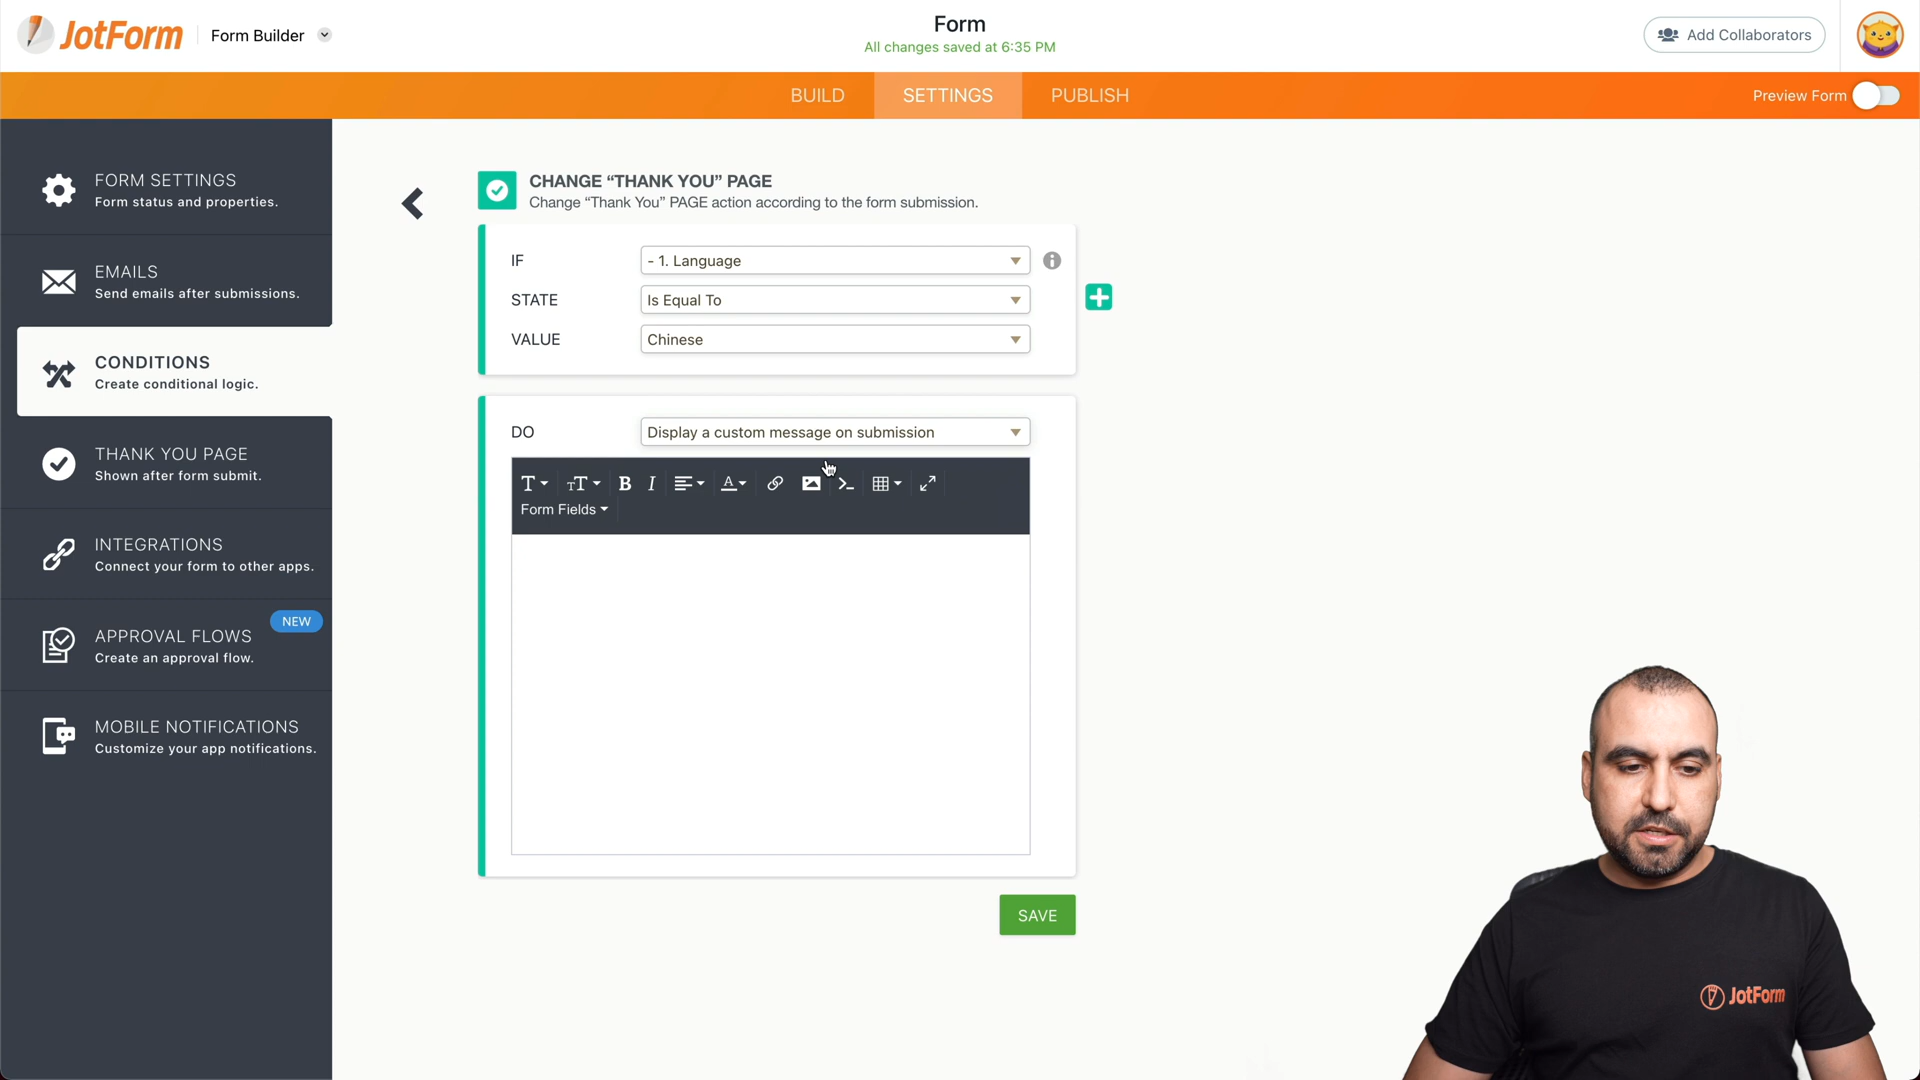 JotForm
Form Builder
Form
All changes saved at 6:35 PM
Add Collaborators
BUILD
SETTINGS
PUBLISH
Preview Form
FORM SETTINGS
Form status and properties.
EMAILS
Send emails after submissions.
CONDITIONS
Create conditional logic.
THANK YOU PAGE
Shown after form submit.
INTEGRATIONS
Connect your form to other apps.
NEW
APPROVAL FLOWS
Create an approval flow.
MOBILE NOTIFICATIONS
Customize your app notifications.
CHANGE “THANK YOU” PAGE
Change “Thank You” PAGE action according to the form submission.
IF
- 1. Language
STATE
Is Equal To
VALUE
Chinese
DO
Display a custom message on submission
Form Fields
SAVE
JotForm